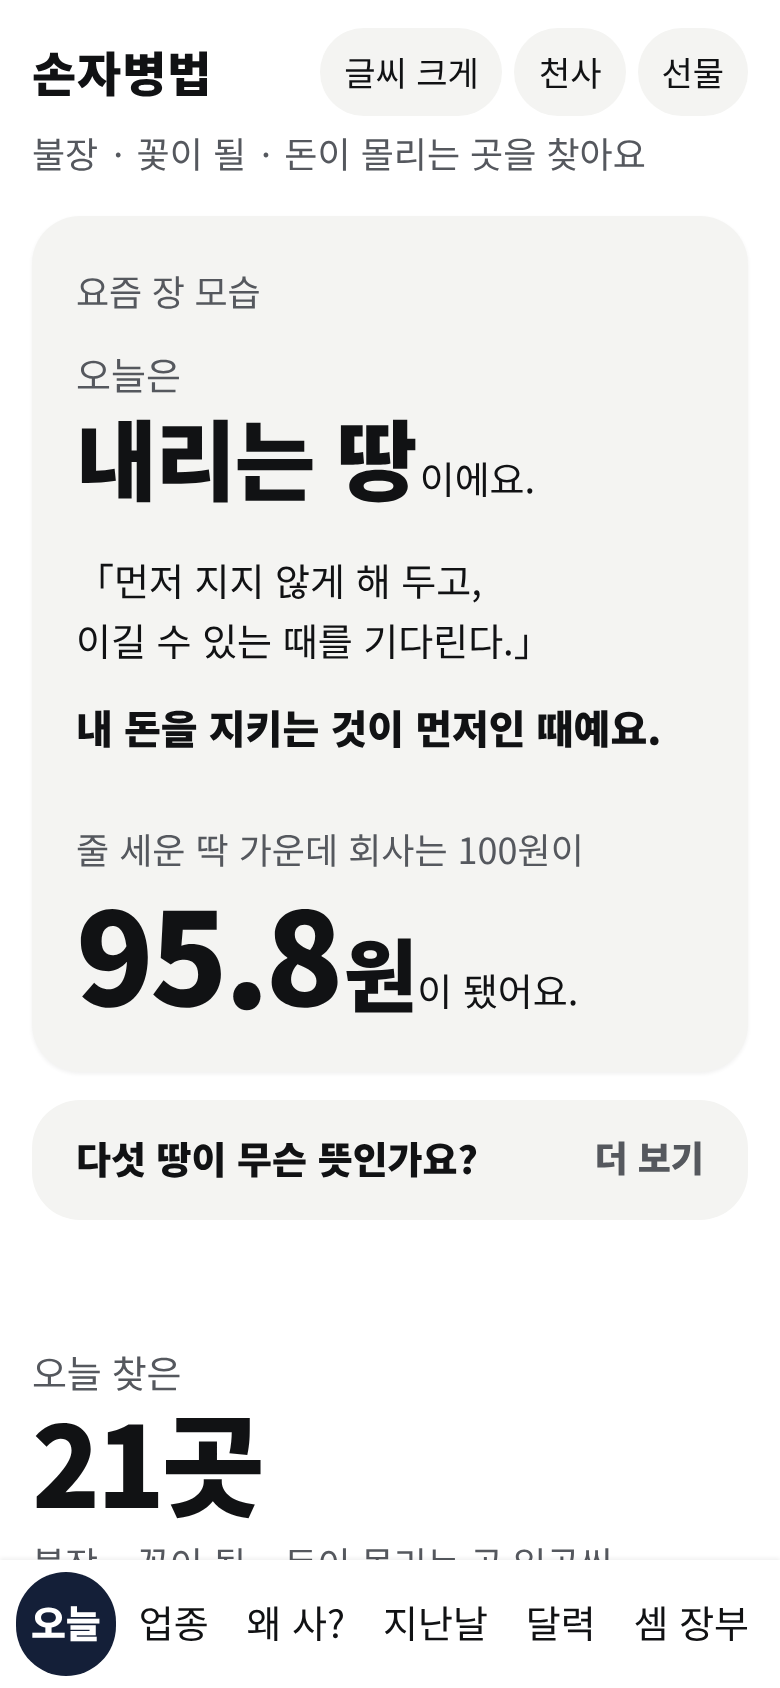 손자병법
글씨 크게
천사
선물
불장 · 꽃이 될 · 돈이 몰리는 곳을 찾아요
요즘 장 모습
오늘은
내리는 땅이에요.
「먼저 지지 않게 해 두고,
이길 수 있는 때를 기다린다.」
내 돈을 지키는 것이 먼저인 때예요.
줄 세운 딱 가운데 회사는 100원이
95.8원이 됐어요.
다섯 땅이 무슨 뜻인가요?
더 보기
오늘 찾은
21곳
오늘
업종
왜 사?
지난날
달력
셈 장부